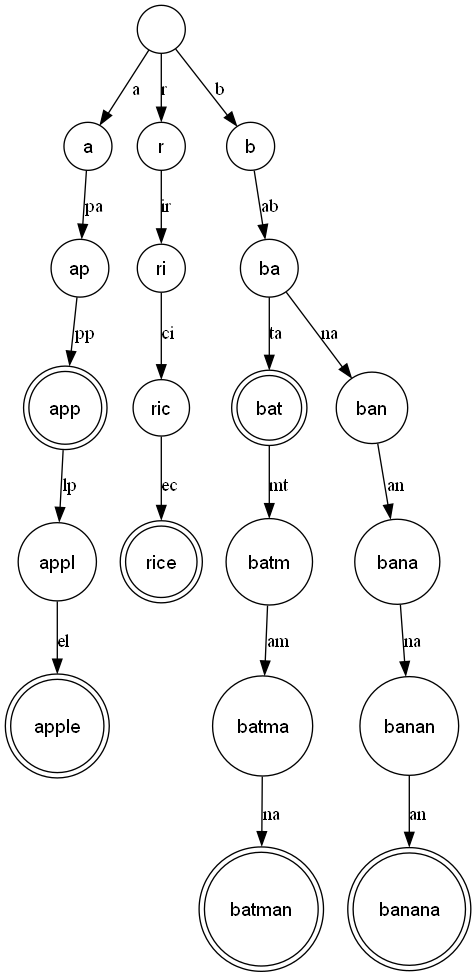 a r b
a r b
pa ir ab
ap ri ba
pp ci ta na
app ric bat ban
lp ec mt an
appl rice batm bana
el am na
apple batma banan
na an
batman banana